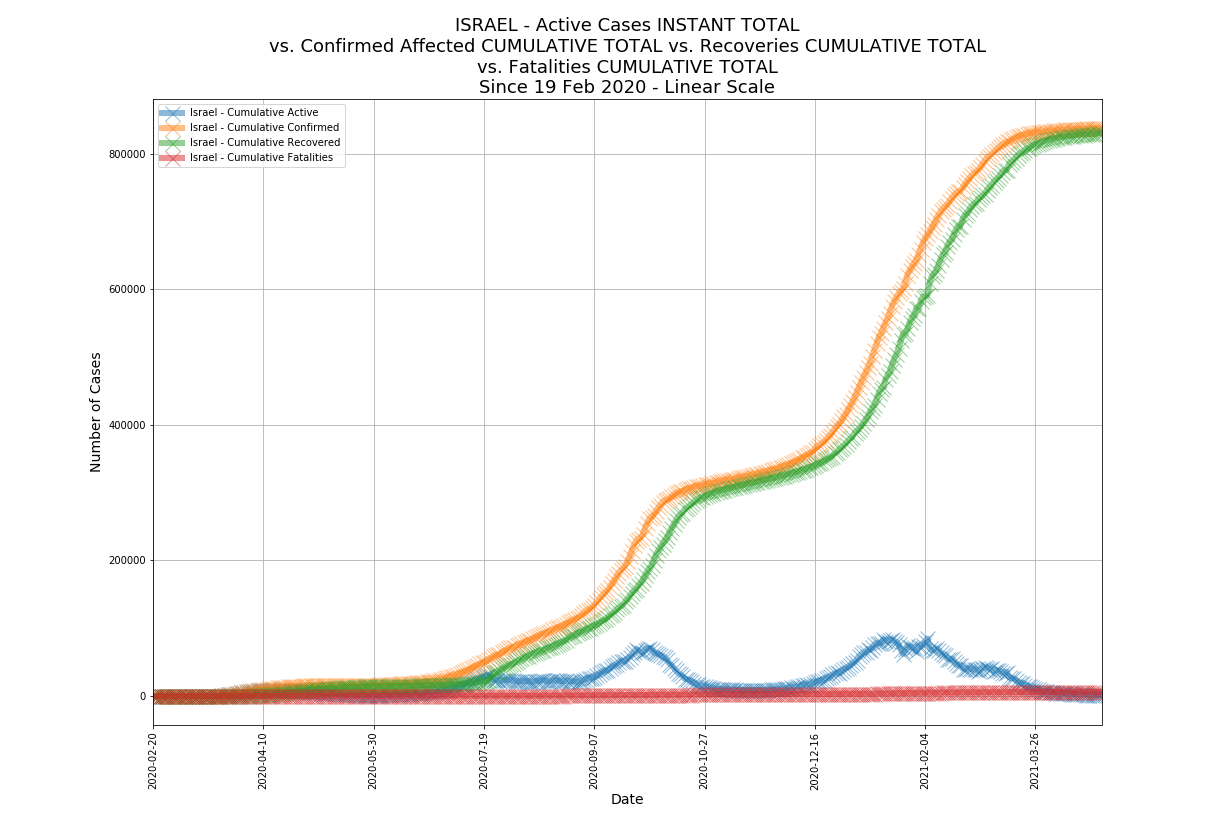 ISRAEL - Active Cases INSTANT TOTAL
vs. Confirmed Affected CUMULATIVE TOTAL vs. Recoveries CUMULATIVE TOTAL
vs. Fatalities CUMULATIVE TOTAL
Since 19 Feb 2020 - Linear Scale
Israel - Cumulative Active
Israel - Cumulative Confirmed
Israel - Cumulative Recovered
Israel - Cumulative Fatalities
Number of Cases
800000
600000
400000
200000
0
2020-02-20
2020-04-10
2020-05-30
2020-07-19
2020-09-07
2020-10-27
2020-12-16
2021-02-04
2021-03-26
Date